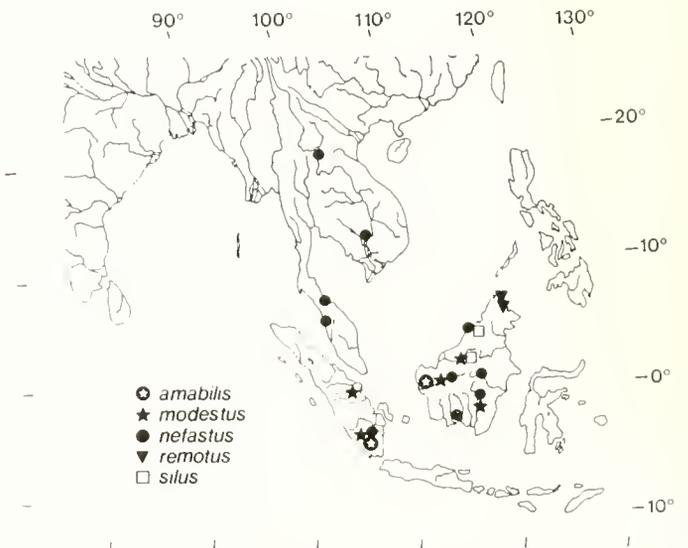 90° 100° 110° 120° 130°
–20°
–10°
–0°
amabilis
modestus
nefastus
remotus
silus
–10°